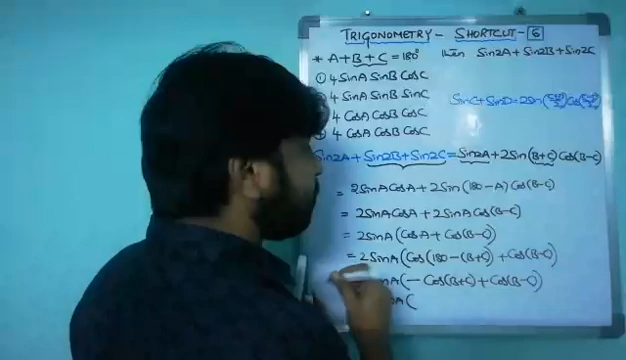 TRIGONOMETRY - SHORTCUT - 6
* A+B+C = 180° then Sin2A + Sin2B + Sin2C
① 4 SinA SinB CosC
4 SinA SinB SinC
SinC + SinD = 2Sin(C+D/2) Cos(C-D/2)
4 CosA CosB CosC
4 CosA CosB CosC
Sin2A + Sin2B + Sin2C = Sin2A + 2Sin(B+C) Cos(B-C)
= 2SinA CosA + 2Sin(180-A) Cos(B-C)
= 2SinA CosA + 2SinA Cos(B-C)
= 2SinA (CosA + Cos(B-C))
= 2SinA (Cos(180-(B+C)) + Cos(B-C))
A(- Cos(B+C) + Cos(B-C))
A (